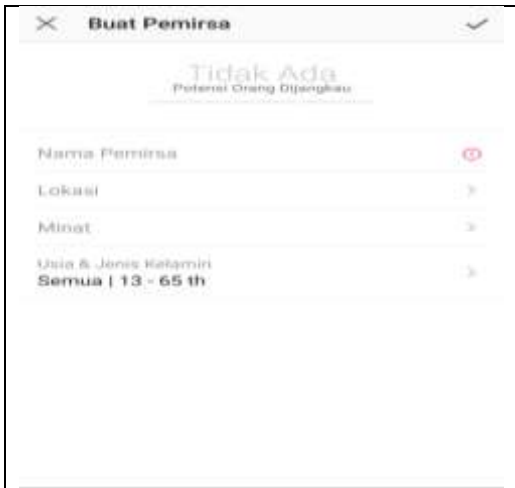 Buat Pemirsa
Tidak Ada
Potensi Orang Dijangkau
Nama Pemirsa
Lokasi
Minat
Usia & Jenis Kelamin
Semua | 13 - 65 th